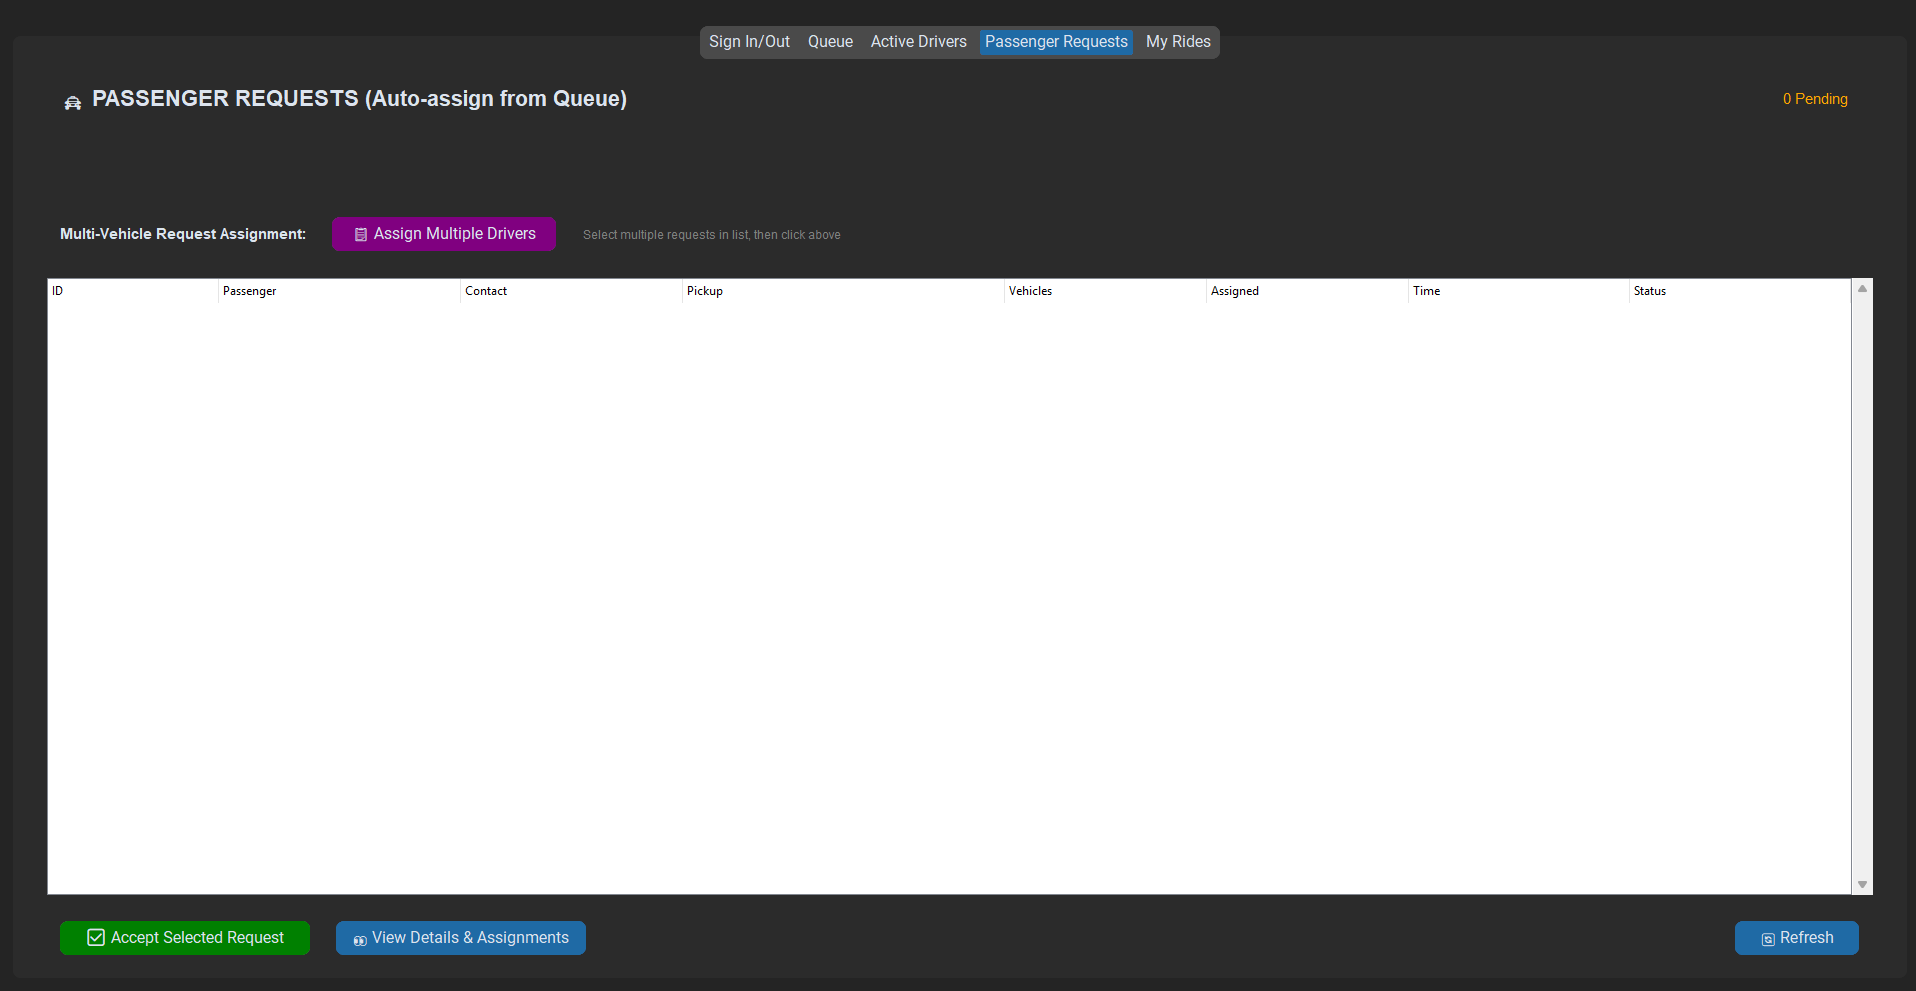 Sign In/Out Queue Active Drivers Passenger Requests My Rides
PASSENGER REQUESTS (Auto-assign from Queue)
0 Pending
Multi-Vehicle Request Assignment:
Assign Multiple Drivers
Select multiple requests in list, then click above
ID Passenger Contact Pickup Vehicles Assigned Time Status
Accept Selected Request
View Details & Assignments
Refresh